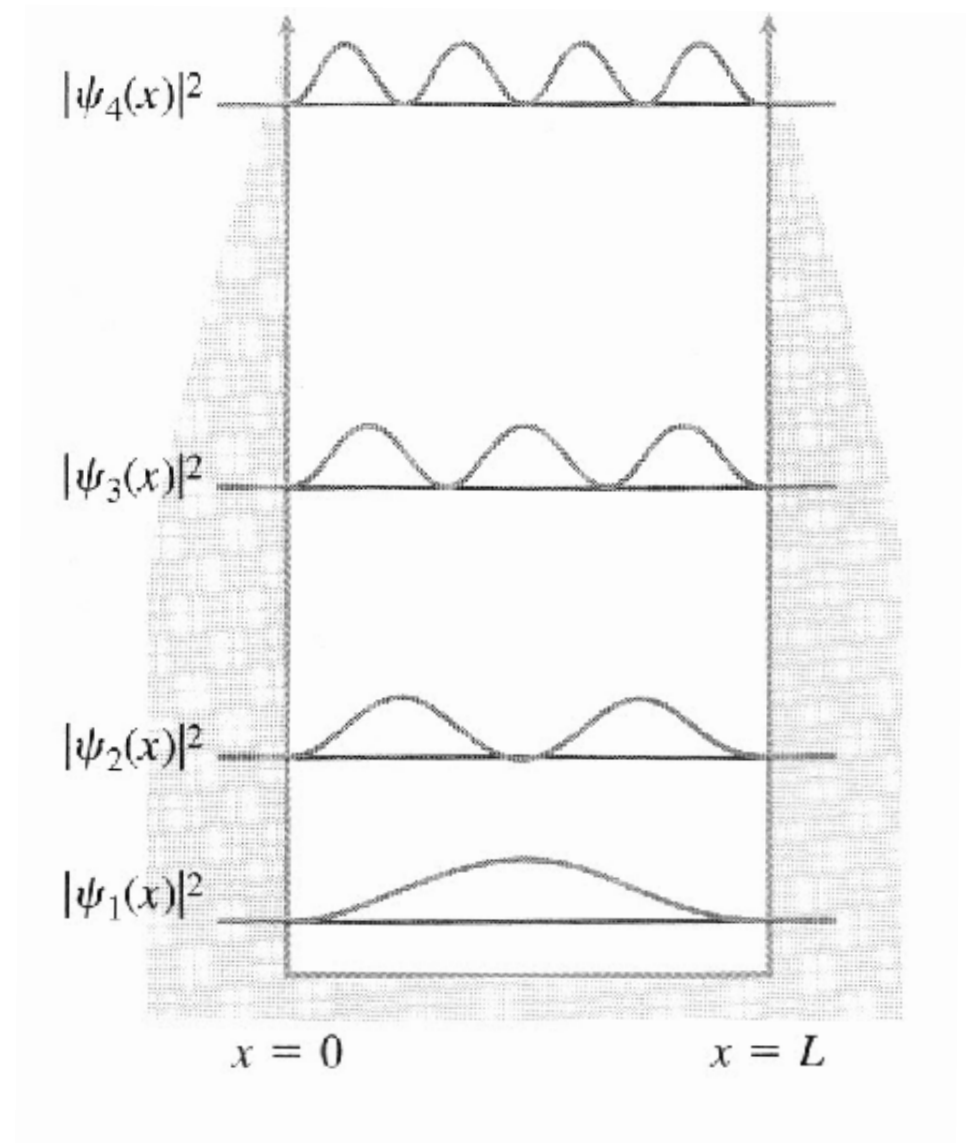 |ψ₄(x)|²
|ψ₃(x)|²
|ψ₂(x)|²
|ψ₁(x)|²
x = 0 x = L